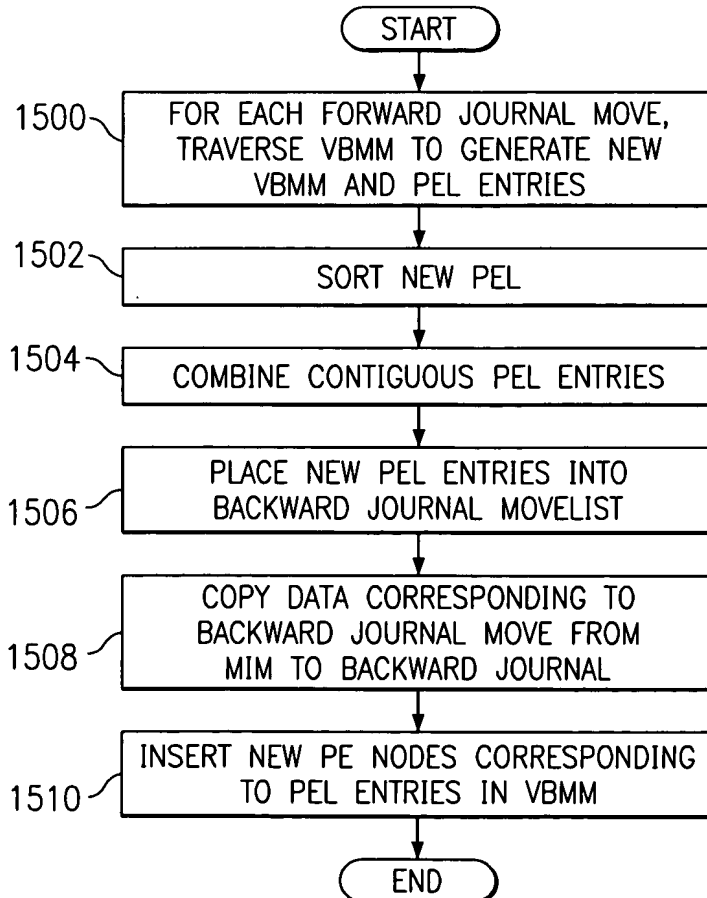 START
1500
FOR EACH FORWARD JOURNAL MOVE,
TRAVERSE VBMM TO GENERATE NEW
VBMM AND PEL ENTRIES
1502
SORT NEW PEL
1504
COMBINE CONTIGUOUS PEL ENTRIES
1506
PLACE NEW PEL ENTRIES INTO
BACKWARD JOURNAL MOVELIST
1508
COPY DATA CORRESPONDING TO
BACKWARD JOURNAL MOVE FROM
MIM TO BACKWARD JOURNAL
1510
INSERT NEW PE NODES CORRESPONDING
TO PEL ENTRIES IN VBMM
END